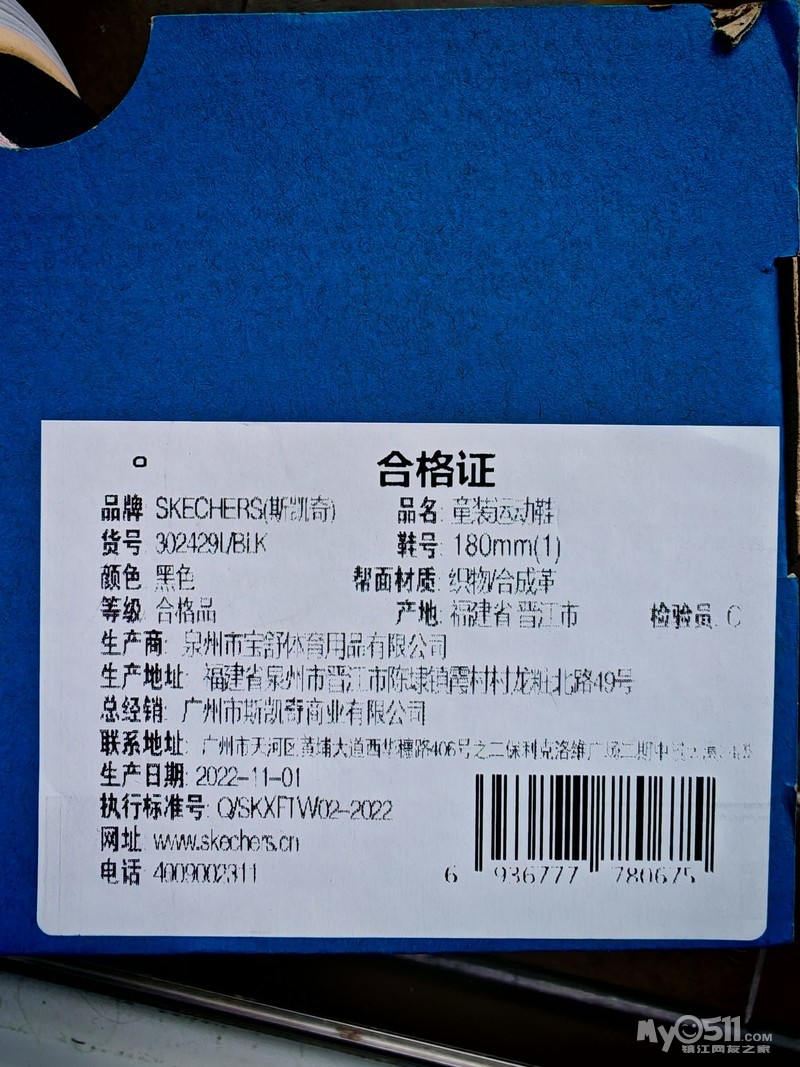 合格证
品牌 SKECHERS(斯凯奇) 品名: 童装运动鞋
货号 302429L/BLK 鞋号: 180mm(1)
颜色 黑色 帮面材质: 织物/合成革
等级 合格品 产地: 福建省晋江市 检验员: C
生产商: 泉州市宝舒体育用品有限公司
生产地址: 福建省泉州市晋江市陈埭镇霞村村龙粧北路49号
总经销: 广州市斯凯奇商业有限公司
联系地址: 广州市天河区黄埔大道西华穗路406号之二保利克洛维广场二期中
生产日期: 2022-11-01
执行标准号: Q/SKXFTW02-2022
网址: www.skechers.cn
电话: 4009002311
6 936777 780675
My0511.COM
镇江网友之家